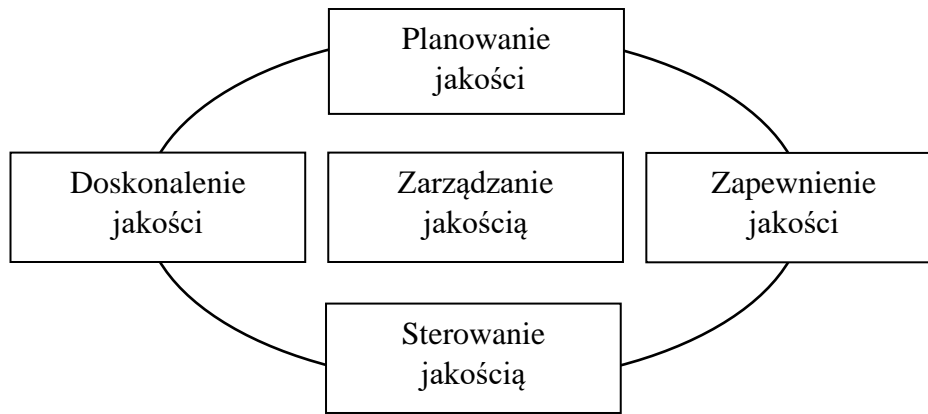 Planowanie
jakości
Doskonalenie
jakości
Zarządzanie
jakością
Zapewnienie
jakości
Sterowanie
jakością